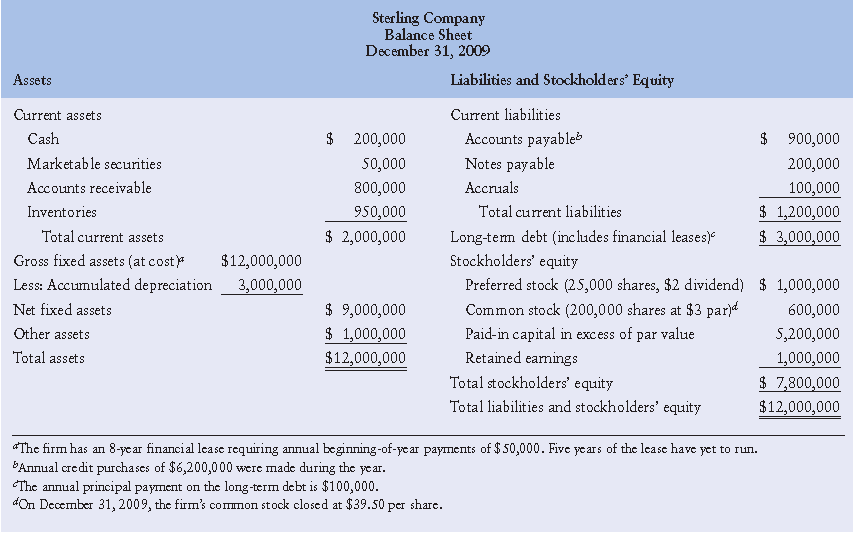 Sterling Company
Balance Sheet
December 31, 2009
Assets Liabilities and Stockholders' Equity
Current assets Current liabilities
Cash $ 200,000 Accounts payable^b $ 900,000
Marketable securities 50,000 Notes payable 200,000
Accounts receivable 800,000 Accruals 100,000
Inventories 950,000 Total current liabilities $ 1,200,000
Total current assets $ 2,000,000 Long-term debt (includes financial leases)^c $ 3,000,000
Gross fixed assets (at cost)^a $12,000,000 Stockholders' equity
Less: Accumulated depreciation 3,000,000 Preferred stock (25,000 shares, $2 dividend) $ 1,000,000
Net fixed assets $ 9,000,000 Common stock (200,000 shares at $3 par)^d 600,000
Other assets $ 1,000,000 Paid-in capital in excess of par value 5,200,000
Total assets $12,000,000 Retained earnings 1,000,000
Total stockholders' equity $ 7,800,000
Total liabilities and stockholders' equity $12,000,000
^aThe firm has an 8-year financial lease requiring annual beginning-of-year payments of $50,000. Five years of the lease have yet to run.
^bAnnual credit purchases of $6,200,000 were made during the year.
^cThe annual principal payment on the long-term debt is $100,000.
^dOn December 31, 2009, the firm's common stock closed at $39.50 per share.